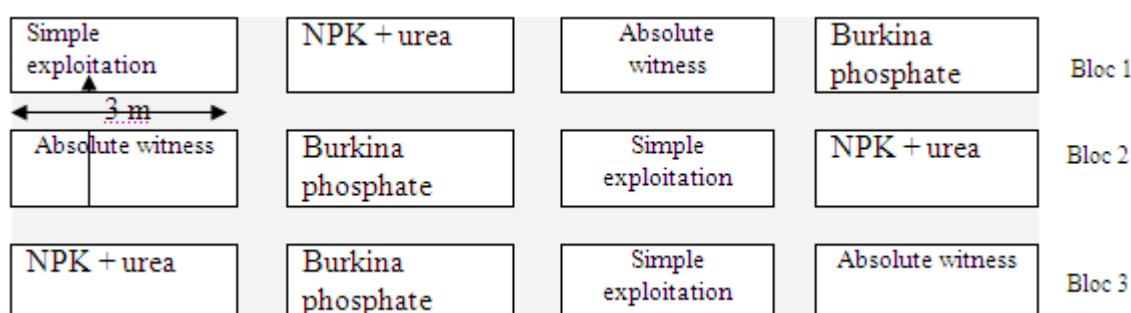 Simple
exploitation
NPK + urea
Absolute
witness
Burkina
phosphate
Bloc 1
3 m
Absolute witness
Burkina
phosphate
Simple
exploitation
NPK + urea
Bloc 2
NPK + urea
Burkina
phosphate
Simple
exploitation
Absolute witness
Bloc 3